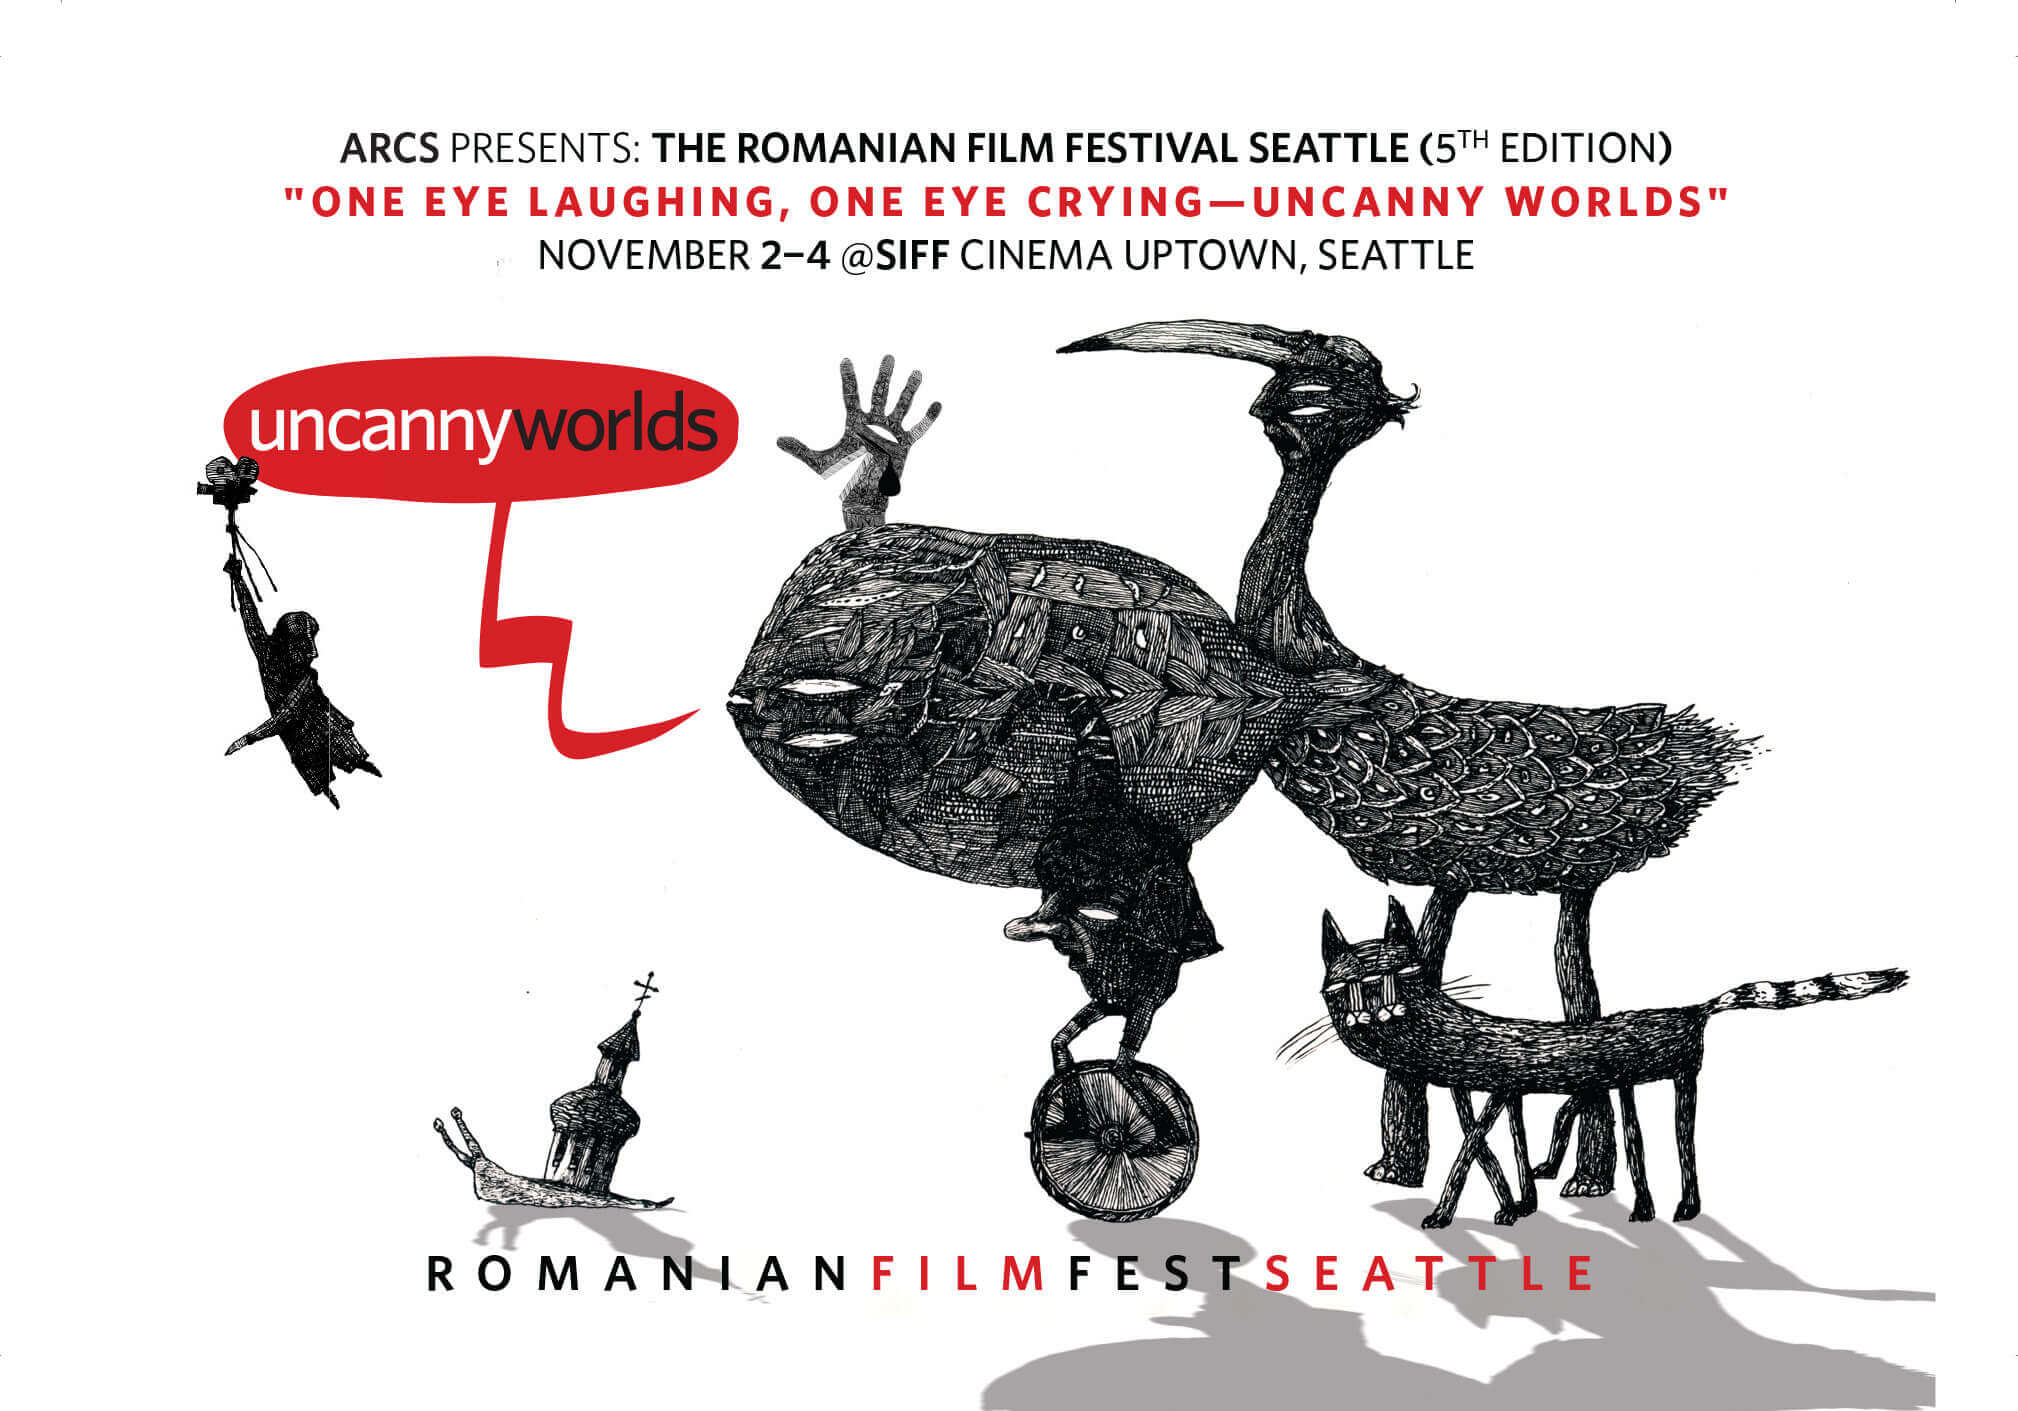 ARCS PRESENTS: THE ROMANIAN FILM FESTIVAL SEATTLE (5TH EDITION)
"ONE EYE LAUGHING, ONE EYE CRYING—UNCANNY WORLDS"
NOVEMBER 2–4 @SIFF CINEMA UPTOWN, SEATTLE
uncannyworlds
ROMANIANFILMFESTSEATTLE